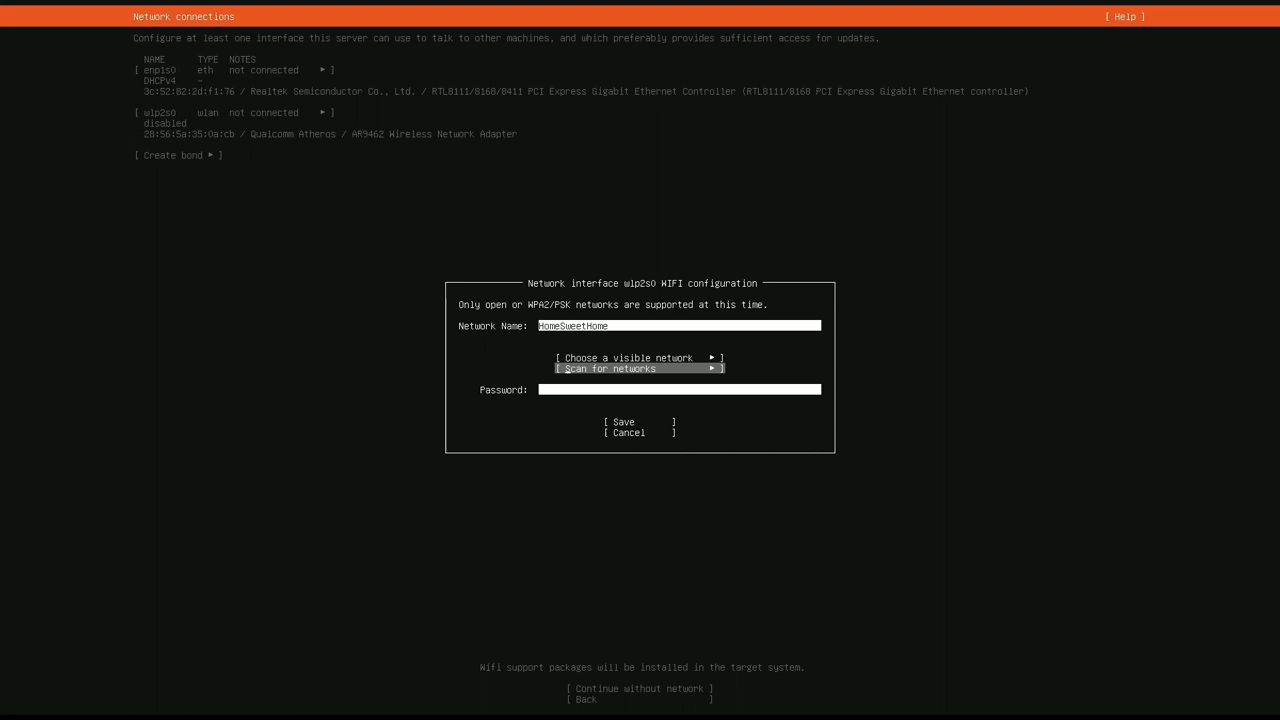 Network connections [ Help ]
Configure at least one interface this server can use to talk to other machines, and which preferably provides sufficient access for updates.
NAME TYPE NOTES
[ enp1s0 eth not connected ▸ ]
DHCPv4 –
3c:52:82:2d:f1:76 / Realtek Semiconductor Co., Ltd. / RTL8111/8168/8411 PCI Express Gigabit Ethernet Controller (RTL8111/8168 PCI Express Gigabit Ethernet controller)
[ wlp2s0 wlan not connected ▸ ]
disabled
28:56:5a:35:0a:cb / Qualcomm Atheros / AR9462 Wireless Network Adapter
[ Create bond ▸ ]
Network interface wlp2s0 WIFI configuration
Only open or WPA2/PSK networks are supported at this time.
Network Name: HomeSweetHome
[ Choose a visible network ▸ ]
[ Scan for networks ▸ ]
Password:
[ Save ]
[ Cancel ]
Wifi support packages will be installed in the target system.
[ Continue without network ]
[ Back ]